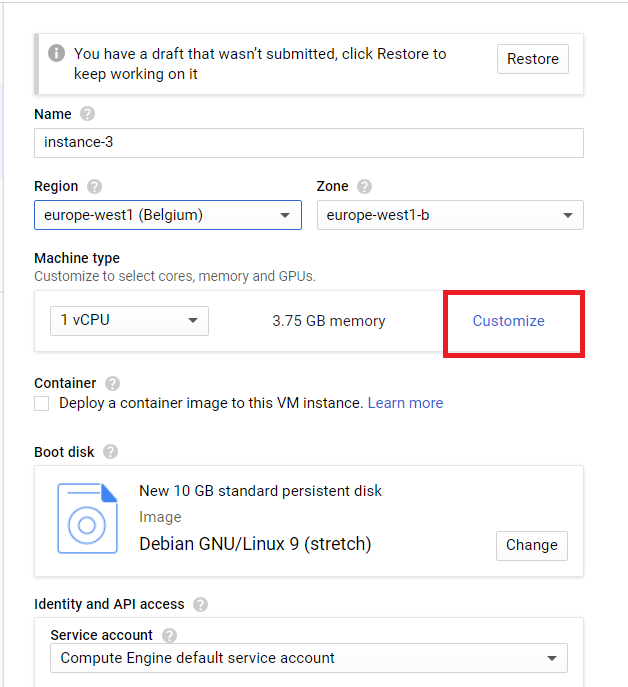 You have a draft that wasn't submitted, click Restore to
keep working on it
Restore
Name
instance-3
Region
Zone
europe-west1 (Belgium)
europe-west1-b
Machine type
Customize to select cores, memory and GPUs.
1 vCPU
3.75 GB memory
Customize
Container
Deploy a container image to this VM instance. Learn more
Boot disk
New 10 GB standard persistent disk
Image
Debian GNU/Linux 9 (stretch)
Change
Identity and API access
Service account
Compute Engine default service account